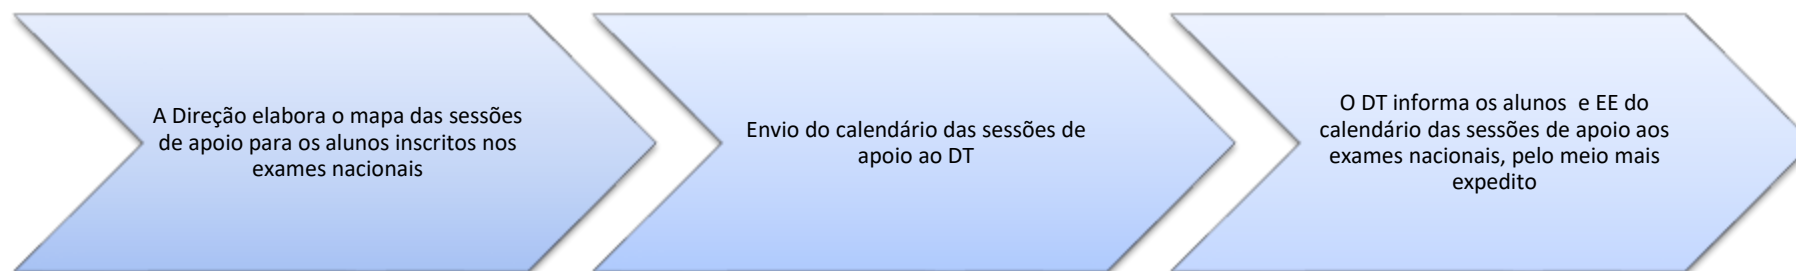 A Direção elabora o mapa das sessões
de apoio para os alunos inscritos nos
exames nacionais
Envio do calendário das sessões de
apoio ao DT
O DT informa os alunos  e EE do
calendário das sessões de apoio aos
exames nacionais, pelo meio mais
expedito